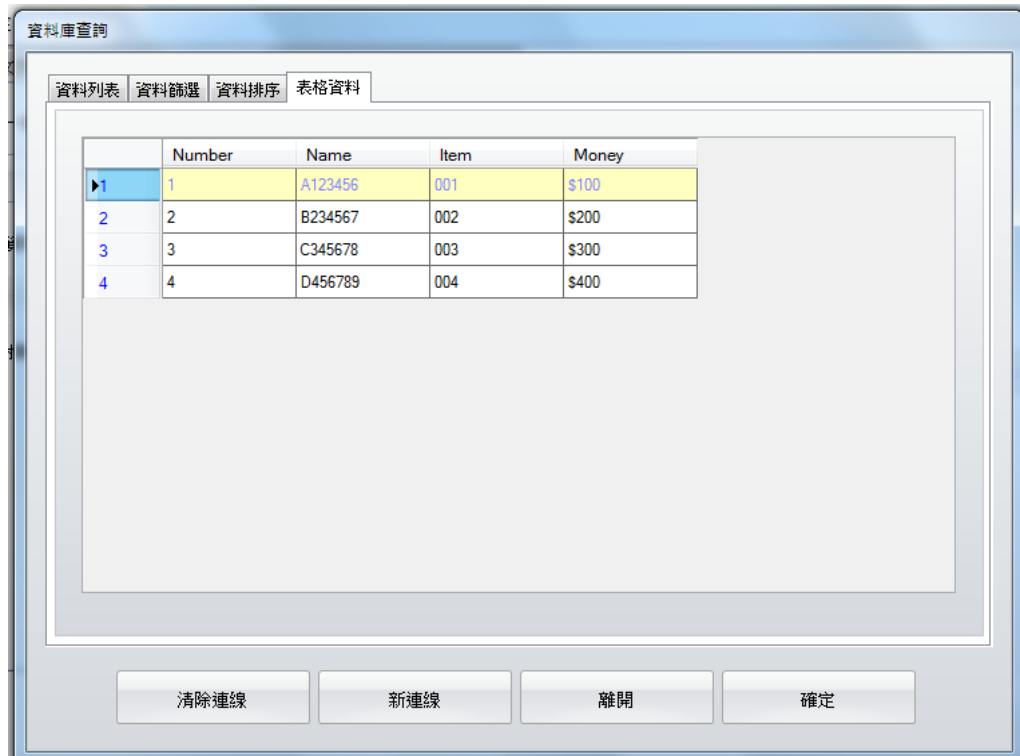 資料庫查詢
資料列表 資料篩選 資料排序 表格資料
Number Name Item Money
1 1 A123456 001 $100
2 2 B234567 002 $200
3 3 C345678 003 $300
4 4 D456789 004 $400
清除連線 新連線 離開 確定